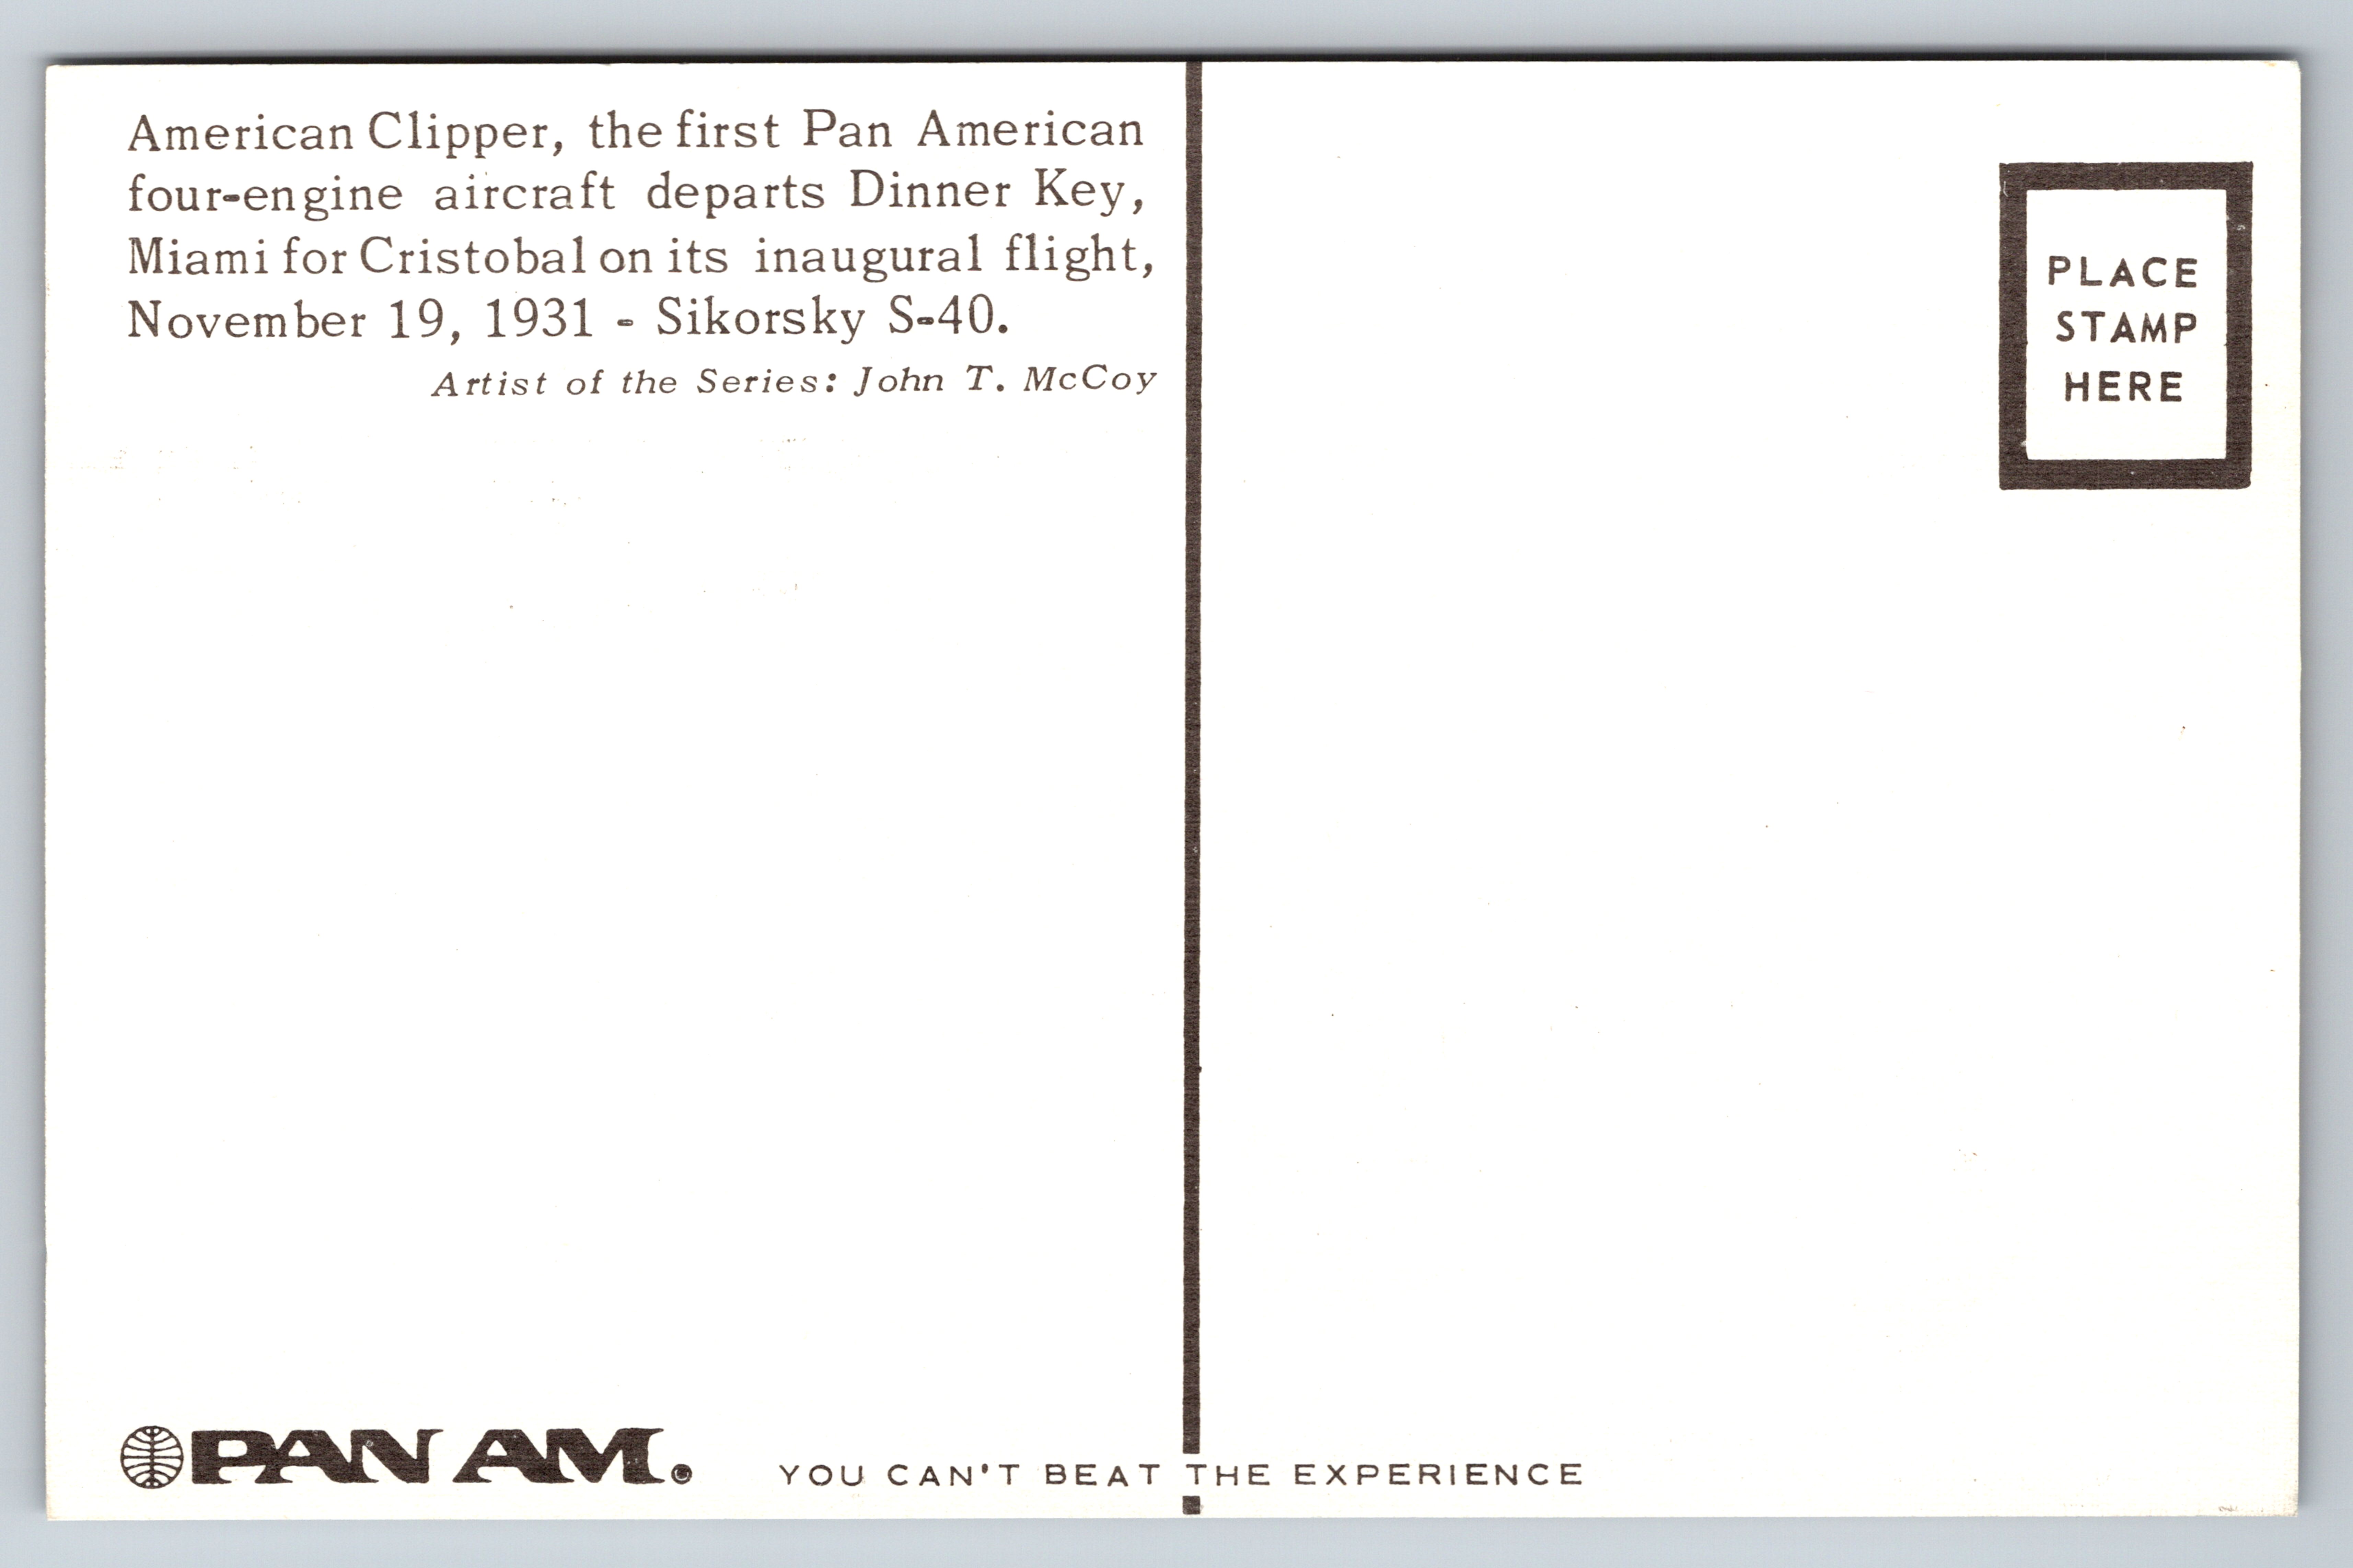 American Clipper, the first Pan American
four-engine aircraft departs Dinner Key,
Miami for Cristobal on its inaugural flight,
November 19, 1931 - Sikorsky S-40.
Artist of the Series: John T. McCoy
PLACE
STAMP
HERE
PAN AM.
YOU CAN'T BEAT THE EXPERIENCE